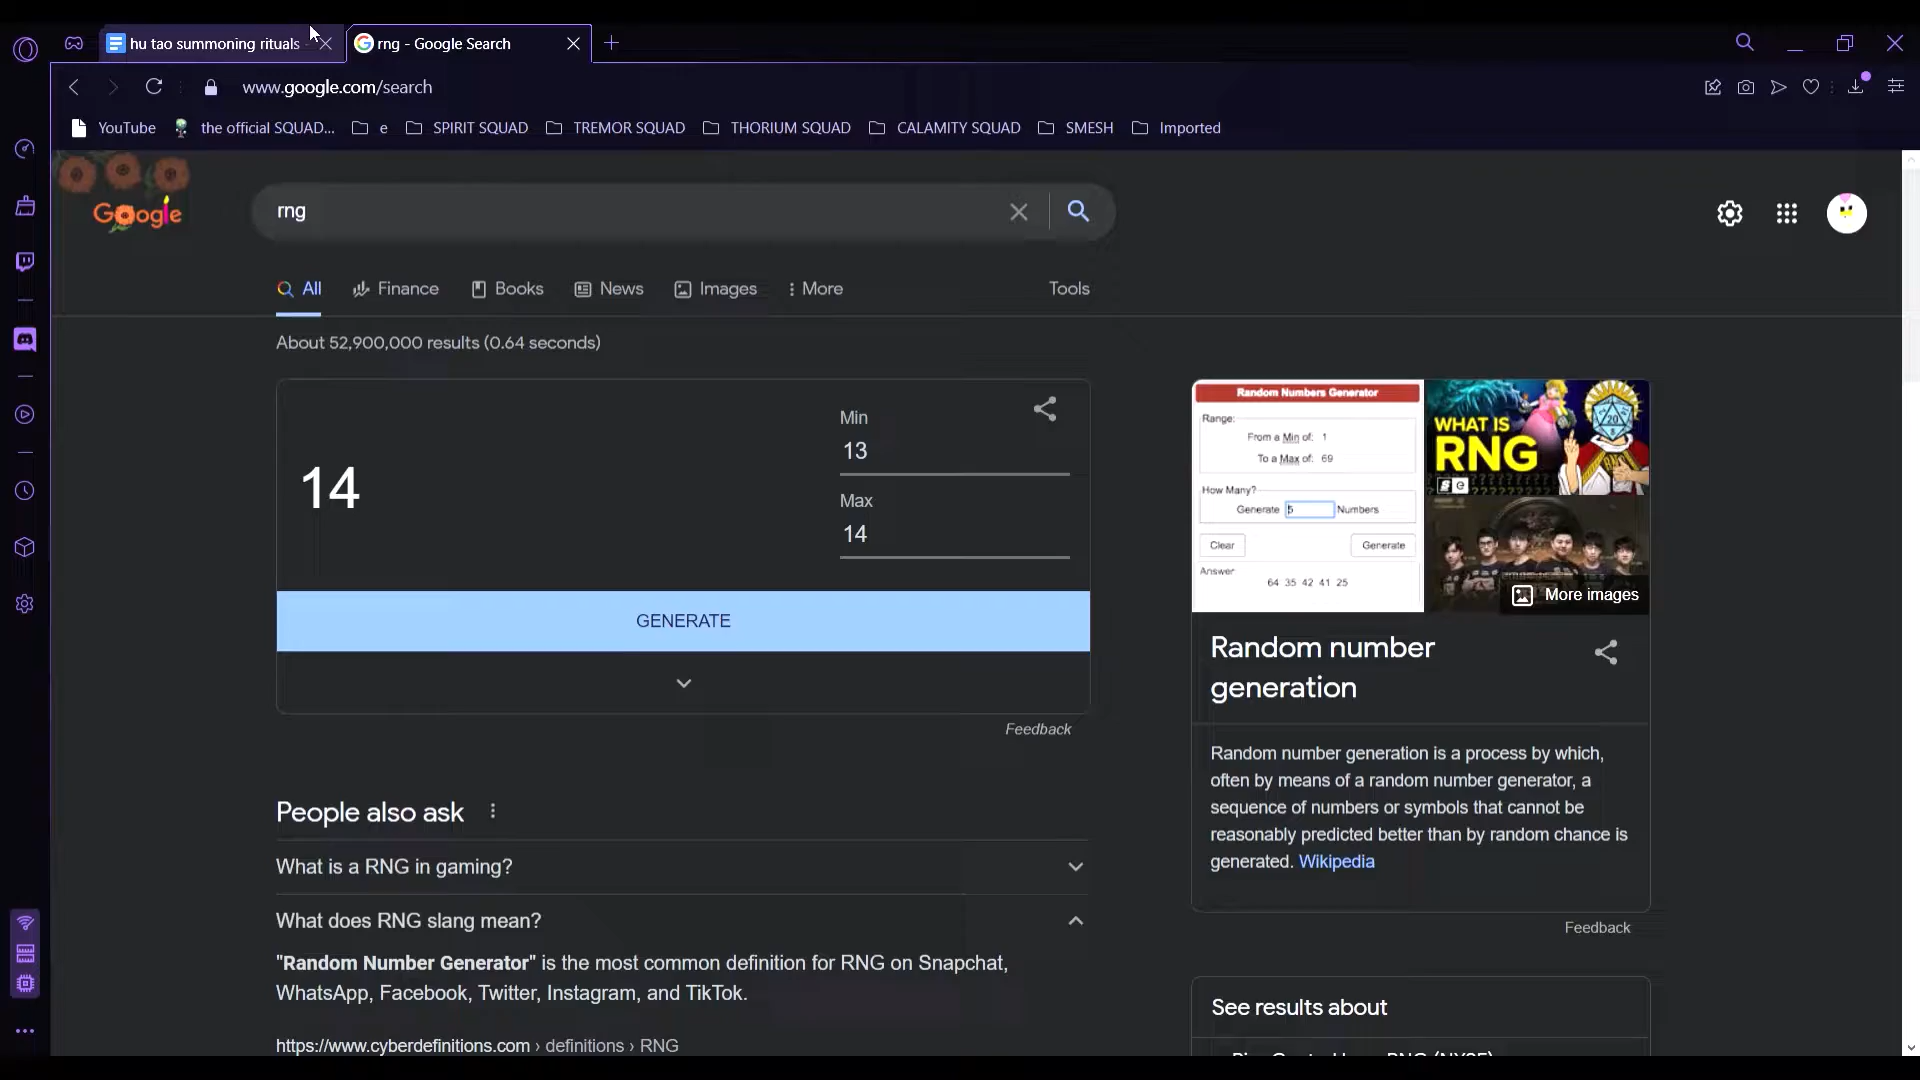 hu tao summoning rituals
rng - Google Search
www.google.com/search
YouTube
the official SQUAD...
e
SPIRIT SQUAD
TREMOR SQUAD
THORIUM SQUAD
CALAMITY SQUAD
SMESH
Imported
Google
rng
All
Finance
Books
News
Images
More
Tools
About 52,900,000 results (0.64 seconds)
14
Min
13
Max
14
GENERATE
Feedback
People also ask
What is a RNG in gaming?
What does RNG slang mean?
"Random Number Generator" is the most common definition for RNG on Snapchat,
WhatsApp, Facebook, Twitter, Instagram, and TikTok.
https://www.cyberdefinitions.com › definitions › RNG
Random Numbers Generator
Range:
From a Min of: 1
To a Max of: 69
How Many?
Generate 5 Numbers
Clear
Generate
Answer
64 35 42 41 25
WHAT IS
RNG
20
More images
Random number
generation
Random number generation is a process by which,
often by means of a random number generator, a
sequence of numbers or symbols that cannot be
reasonably predicted better than by random chance is
generated. Wikipedia
Feedback
See results about